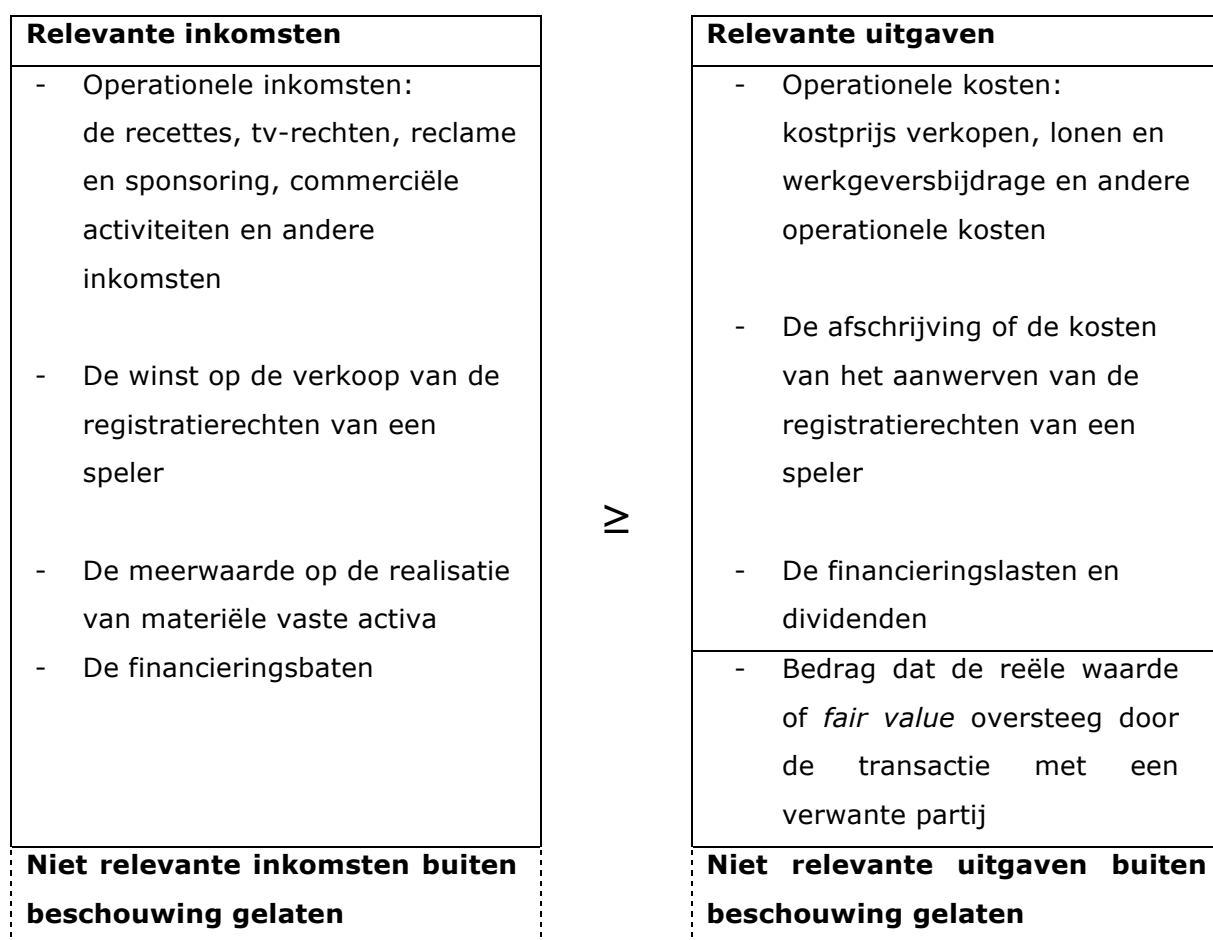 Relevante inkomsten
- Operationele inkomsten:
de recettes, tv-rechten, reclame
en sponsoring, commerciële
activiteiten en andere
inkomsten
- De winst op de verkoop van de
registratierechten van een
speler
- De meerwaarde op de realisatie
van materiële vaste activa
- De financieringsbaten
Niet relevante inkomsten buiten
beschouwing gelaten
≥
Relevante uitgaven
- Operationele kosten:
kostprijs verkopen, lonen en
werkgeversbijdrage en andere
operationele kosten
- De afschrijving of de kosten
van het aanwerven van de
registratierechten van een
speler
- De financieringslasten en
dividenden
- Bedrag dat de reële waarde
of fair value oversteeg door
de transactie met een
verwante partij
Niet relevante uitgaven buiten
beschouwing gelaten